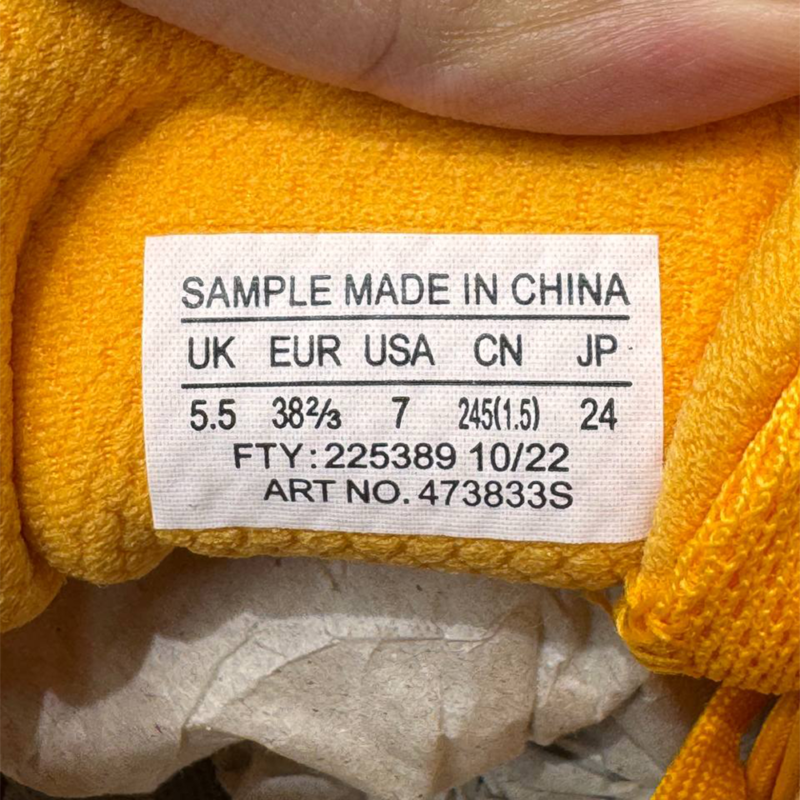 SAMPLE MADE IN CHINA
UK EUR USA CN JP
5.5 38⅔ 7 245(1.5) 24
FTY:225389 10/22
ART NO. 473833S